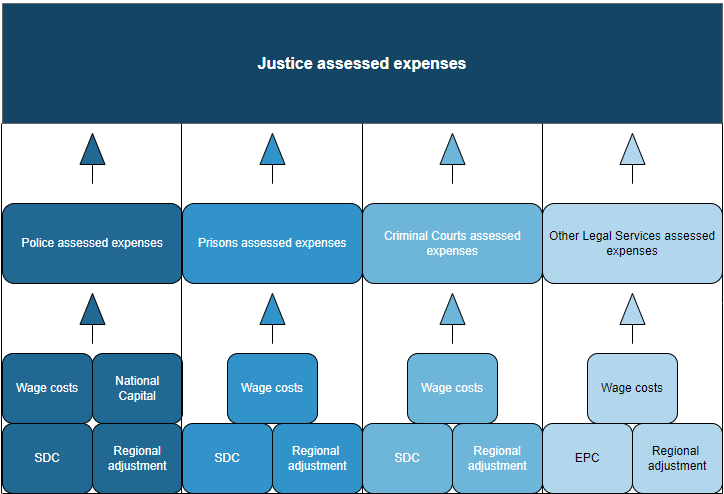 Justice assessed expenses
Police assessed expenses
Prisons assessed expenses
Criminal Courts assessed
expenses
Other Legal Services assessed
expenses
Wage costs
National
Capital
Wage costs
Wage costs
Wage costs
SDC
Regional
adjustment
SDC
Regional
adjustment
SDC
Regional
adjustment
EPC
Regional
adjustment